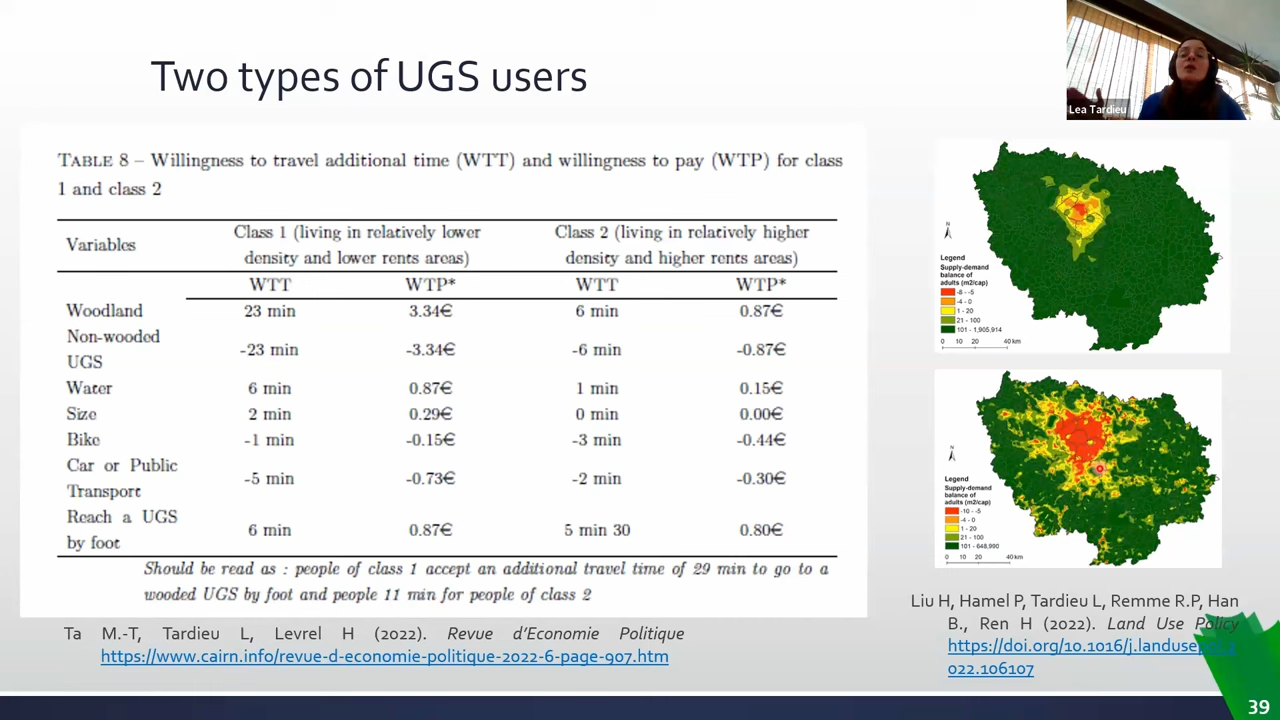 Two types of UGS users
Lea Tardieu
TABLE 8 – Willingness to travel additional time (WTT) and willingness to pay (WTP) for class
1 and class 2
Variables
Class 1 (living in relatively lower
density and lower rents areas)
Class 2 (living in relatively higher
density and higher rents areas)
WTT WTP* WTT WTP*
Woodland 23 min 3.34€ 6 min 0.87€
Non-wooded
UGS -23 min -3.34€ -6 min -0.87€
Water 6 min 0.87€ 1 min 0.15€
Size 2 min 0.29€ 0 min 0.00€
Bike -1 min -0.15€ -3 min -0.44€
Car or Public
Transport -5 min -0.73€ -2 min -0.30€
Reach a UGS
by foot 6 min 0.87€ 5 min 30 0.80€
Should be read as : people of class 1 accept an additional travel time of 29 min to go to a
wooded UGS by foot and people 11 min for people of class 2
Ta M.-T, Tardieu L, Levrel H (2022). Revue d'Economie Politique
https://www.cairn.info/revue-d-economie-politique-2022-6-page-907.htm
N
Legend
Supply-demand
balance of
adults (m2/cap)
-8 - -5
-4 - 0
1 - 20
21 - 100
101 - 1,905,914
0 10 20 40 km
N
Legend
Supply-demand
balance of
adults (m2/cap)
-10 - -5
-4 - 0
1 - 20
21 - 100
101 - 648,990
0 10 20 40 km
Liu H, Hamel P, Tardieu L, Remme R.P, Han
B., Ren H (2022). Land Use Policy
https://doi.org/10.1016/j.landusepol.2
022.106107
39